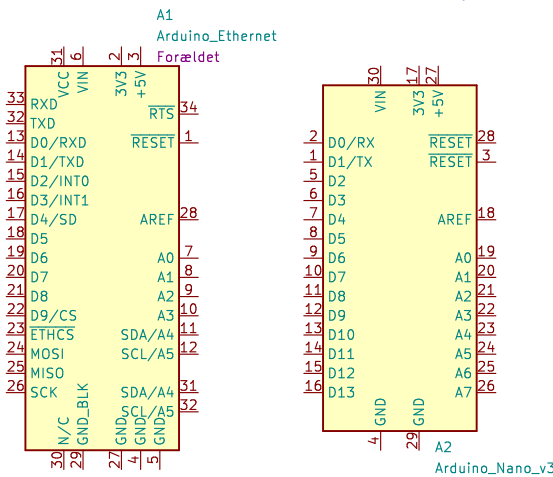 A1
Arduino_Ethernet
Forældet
31 6 2 3
VCC VIN 3V3 +5V
33 RXD
32 TXD
RTS 34
13 D0/RXD
RESET 1
14 D1/TXD
15 D2/INT0
16 D3/INT1
17 D4/SD
AREF 28
18 D5
19 D6
A0 7
20 D7
A1 8
21 D8
A2 9
22 D9/CS
A3 10
23 ETHCS
SDA/A4 11
24 MOSI
SCL/A5 12
25 MISO
26 SCK
SDA/A4 31
SCL/A5 32
N/C GND_BLK GND GND GND
30 29 27 4 5
30 17 27
VIN 3V3 +5V
2 D0/RX
RESET 28
1 D1/TX
RESET 3
5 D2
6 D3
7 D4
AREF 18
8 D5
9 D6
A0 19
10 D7
A1 20
11 D8
A2 21
12 D9
A3 22
13 D10
A4 23
14 D11
A5 24
15 D12
A6 25
16 D13
A7 26
GND GND
4 29
A2
Arduino_Nano_v3